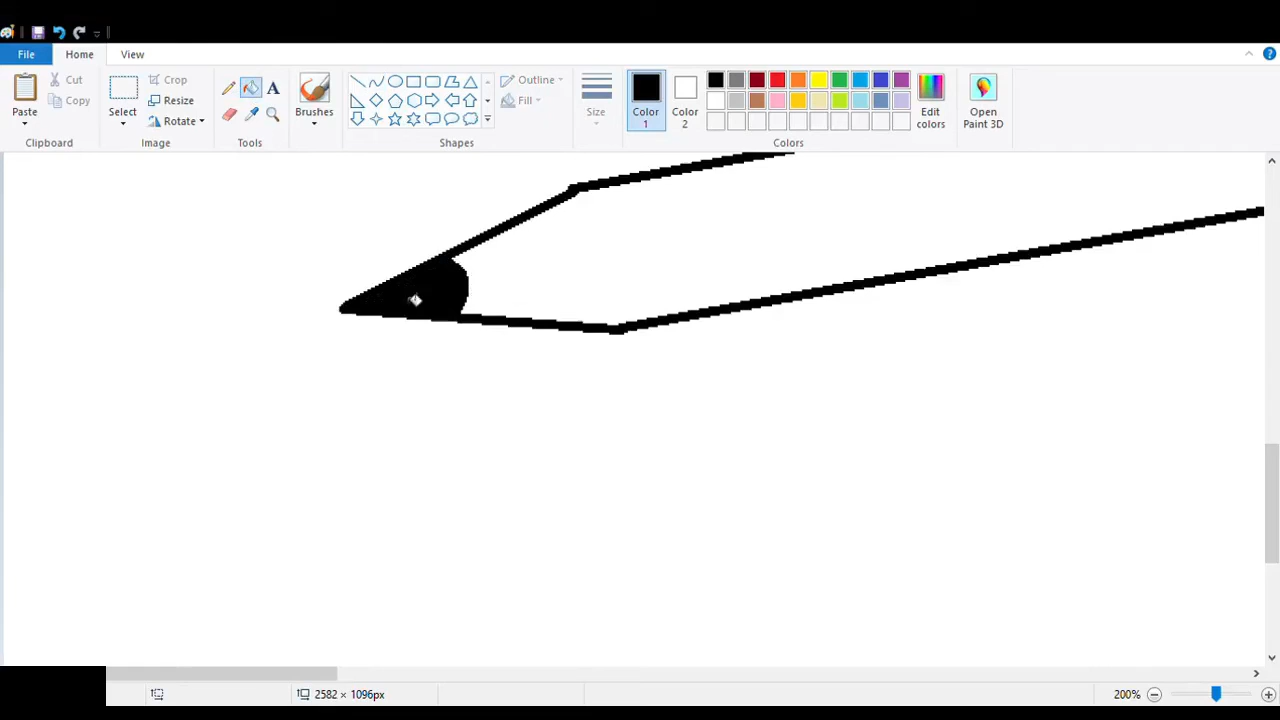 File Home View
Paste Cut Copy
Clipboard
Select Crop Resize Rotate
Image
A
Tools
Brushes
Outline Fill
Shapes
Size
Color 1
Color 2
Edit colors
Colors
Open Paint 3D
2582 × 1096px
200%